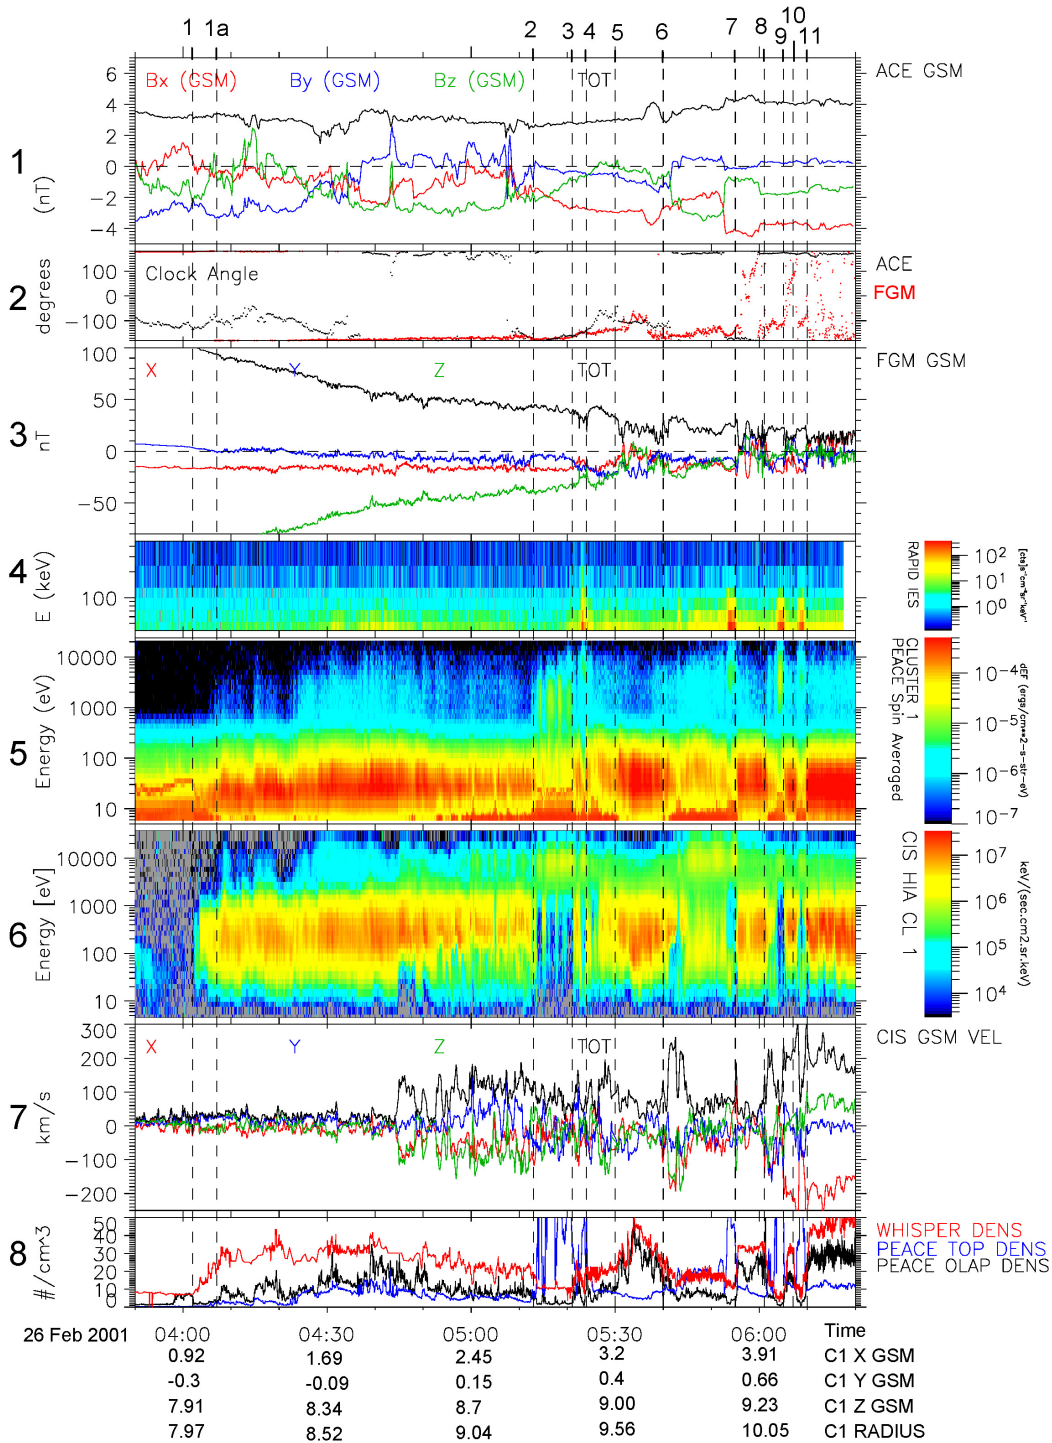 1 1a 2 3 4 5 6 7 8 9 10 11
1
(nT)
6
4
2
0
−2
−4
Bx (GSM) By (GSM) Bz (GSM) TOT
ACE GSM
2
degrees
100
0
−100
Clock Angle
ACE
FGM
3
nT
100
50
0
−50
X Y Z TOT
FGM GSM
4
E (keV)
100
RAPID IES
10² 10¹ 10⁰
5
Energy (eV)
10000
1000
100
10
CLUSTER 1
PEACE Spin Averaged
10⁻⁴
10⁻⁵
10⁻⁶
10⁻⁷
dEF (ergs/cm**2−s−str−eV)
6
Energy [eV]
10000
1000
100
10
CIS HIA CL 1
10⁷
10⁶
10⁵
10⁴
keV/(sec.cm2.sr.keV)
7
km/s
300
200
100
0
−100
−200
X Y Z TOT
CIS GSM VEL
8
#/cm^3
50
40
30
20
10
0
WHISPER DENS
PEACE TOP DENS
PEACE OLAP DENS
26 Feb 2001 04:00 04:30 05:00 05:30 06:00 Time
0.92 1.69 2.45 3.2 3.91 C1 X GSM
-0.3 -0.09 0.15 0.4 0.66 C1 Y GSM
7.91 8.34 8.7 9.00 9.23 C1 Z GSM
7.97 8.52 9.04 9.56 10.05 C1 RADIUS